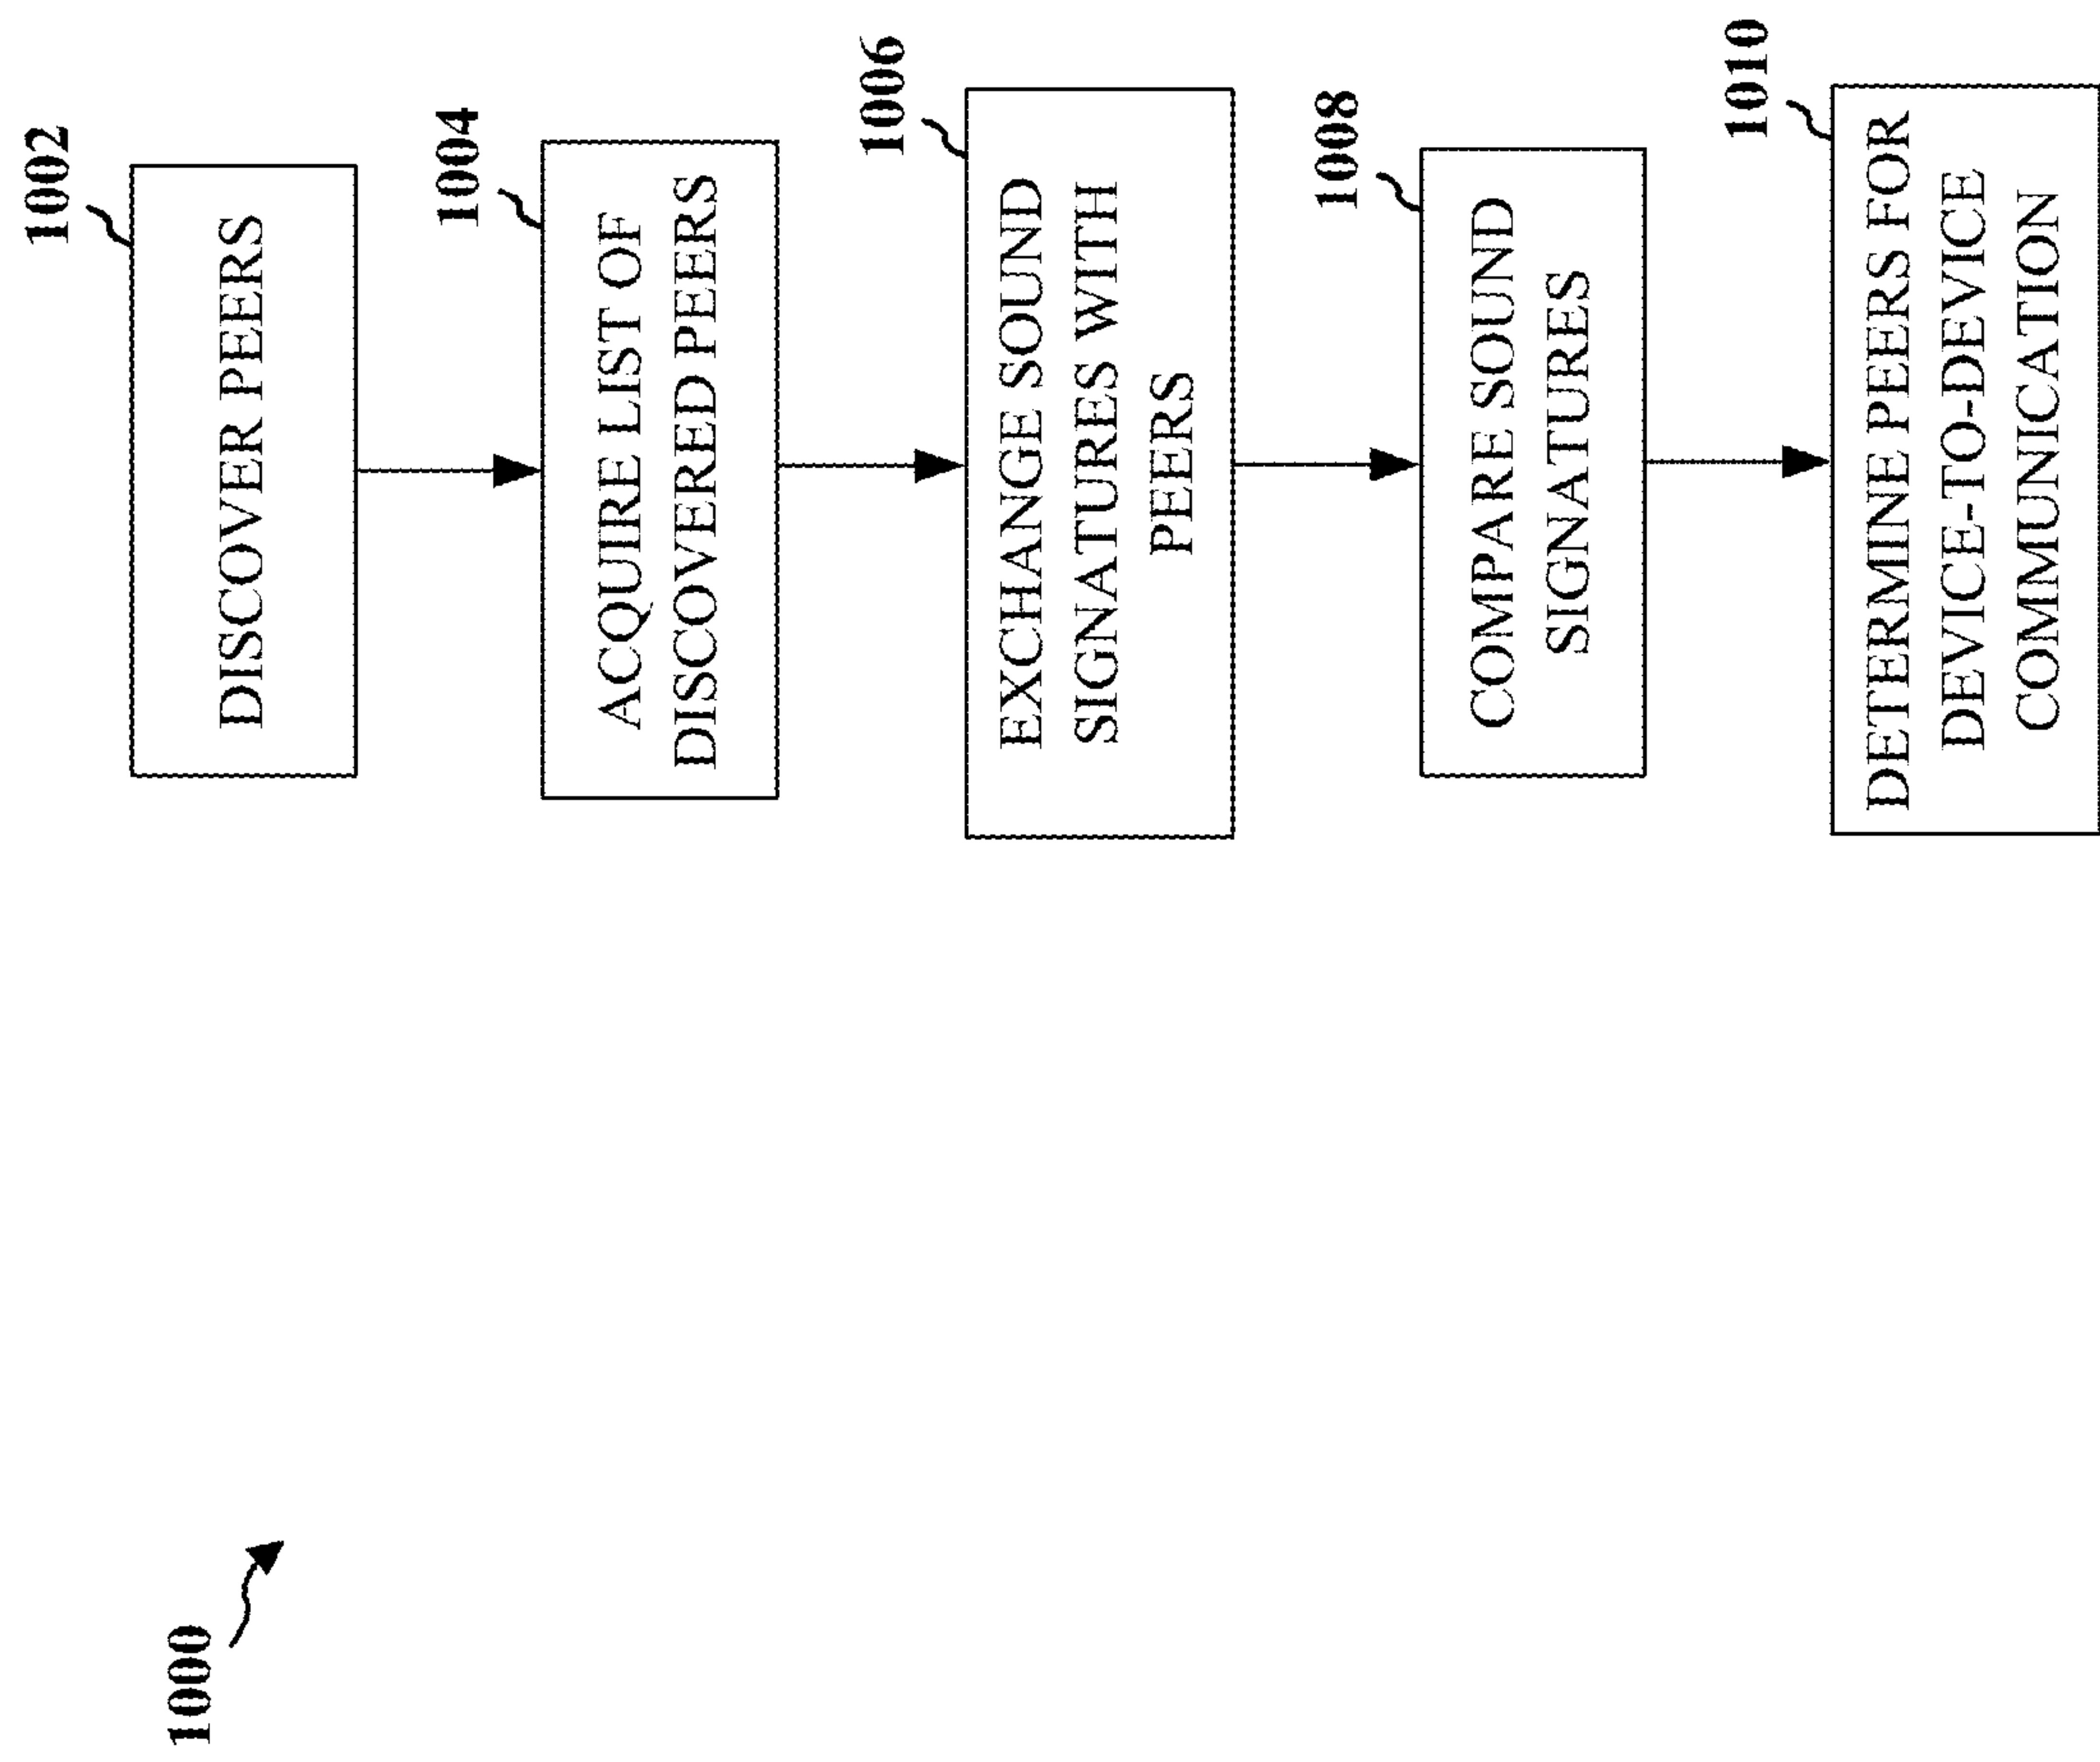 1000
1002
DISCOVER PEERS
1004
ACQUIRE LIST OF
DISCOVERED PEERS
1006
EXCHANGE SOUND
SIGNATURES WITH
PEERS
1008
COMPARE SOUND
SIGNATURES
1010
DETERMINE PEERS FOR
DEVICE-TO-DEVICE
COMMUNICATION